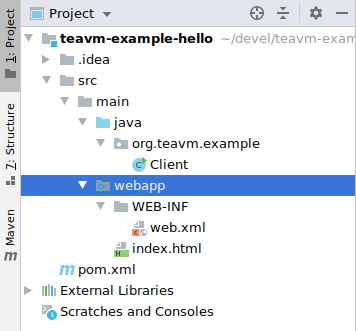 1: Project
7: Structure
Maven
Project
teavm-example-hello ~/devel/teavm-exam
.idea
src
main
java
org.teavm.example
Client
webapp
WEB-INF
web.xml
index.html
pom.xml
External Libraries
Scratches and Consoles